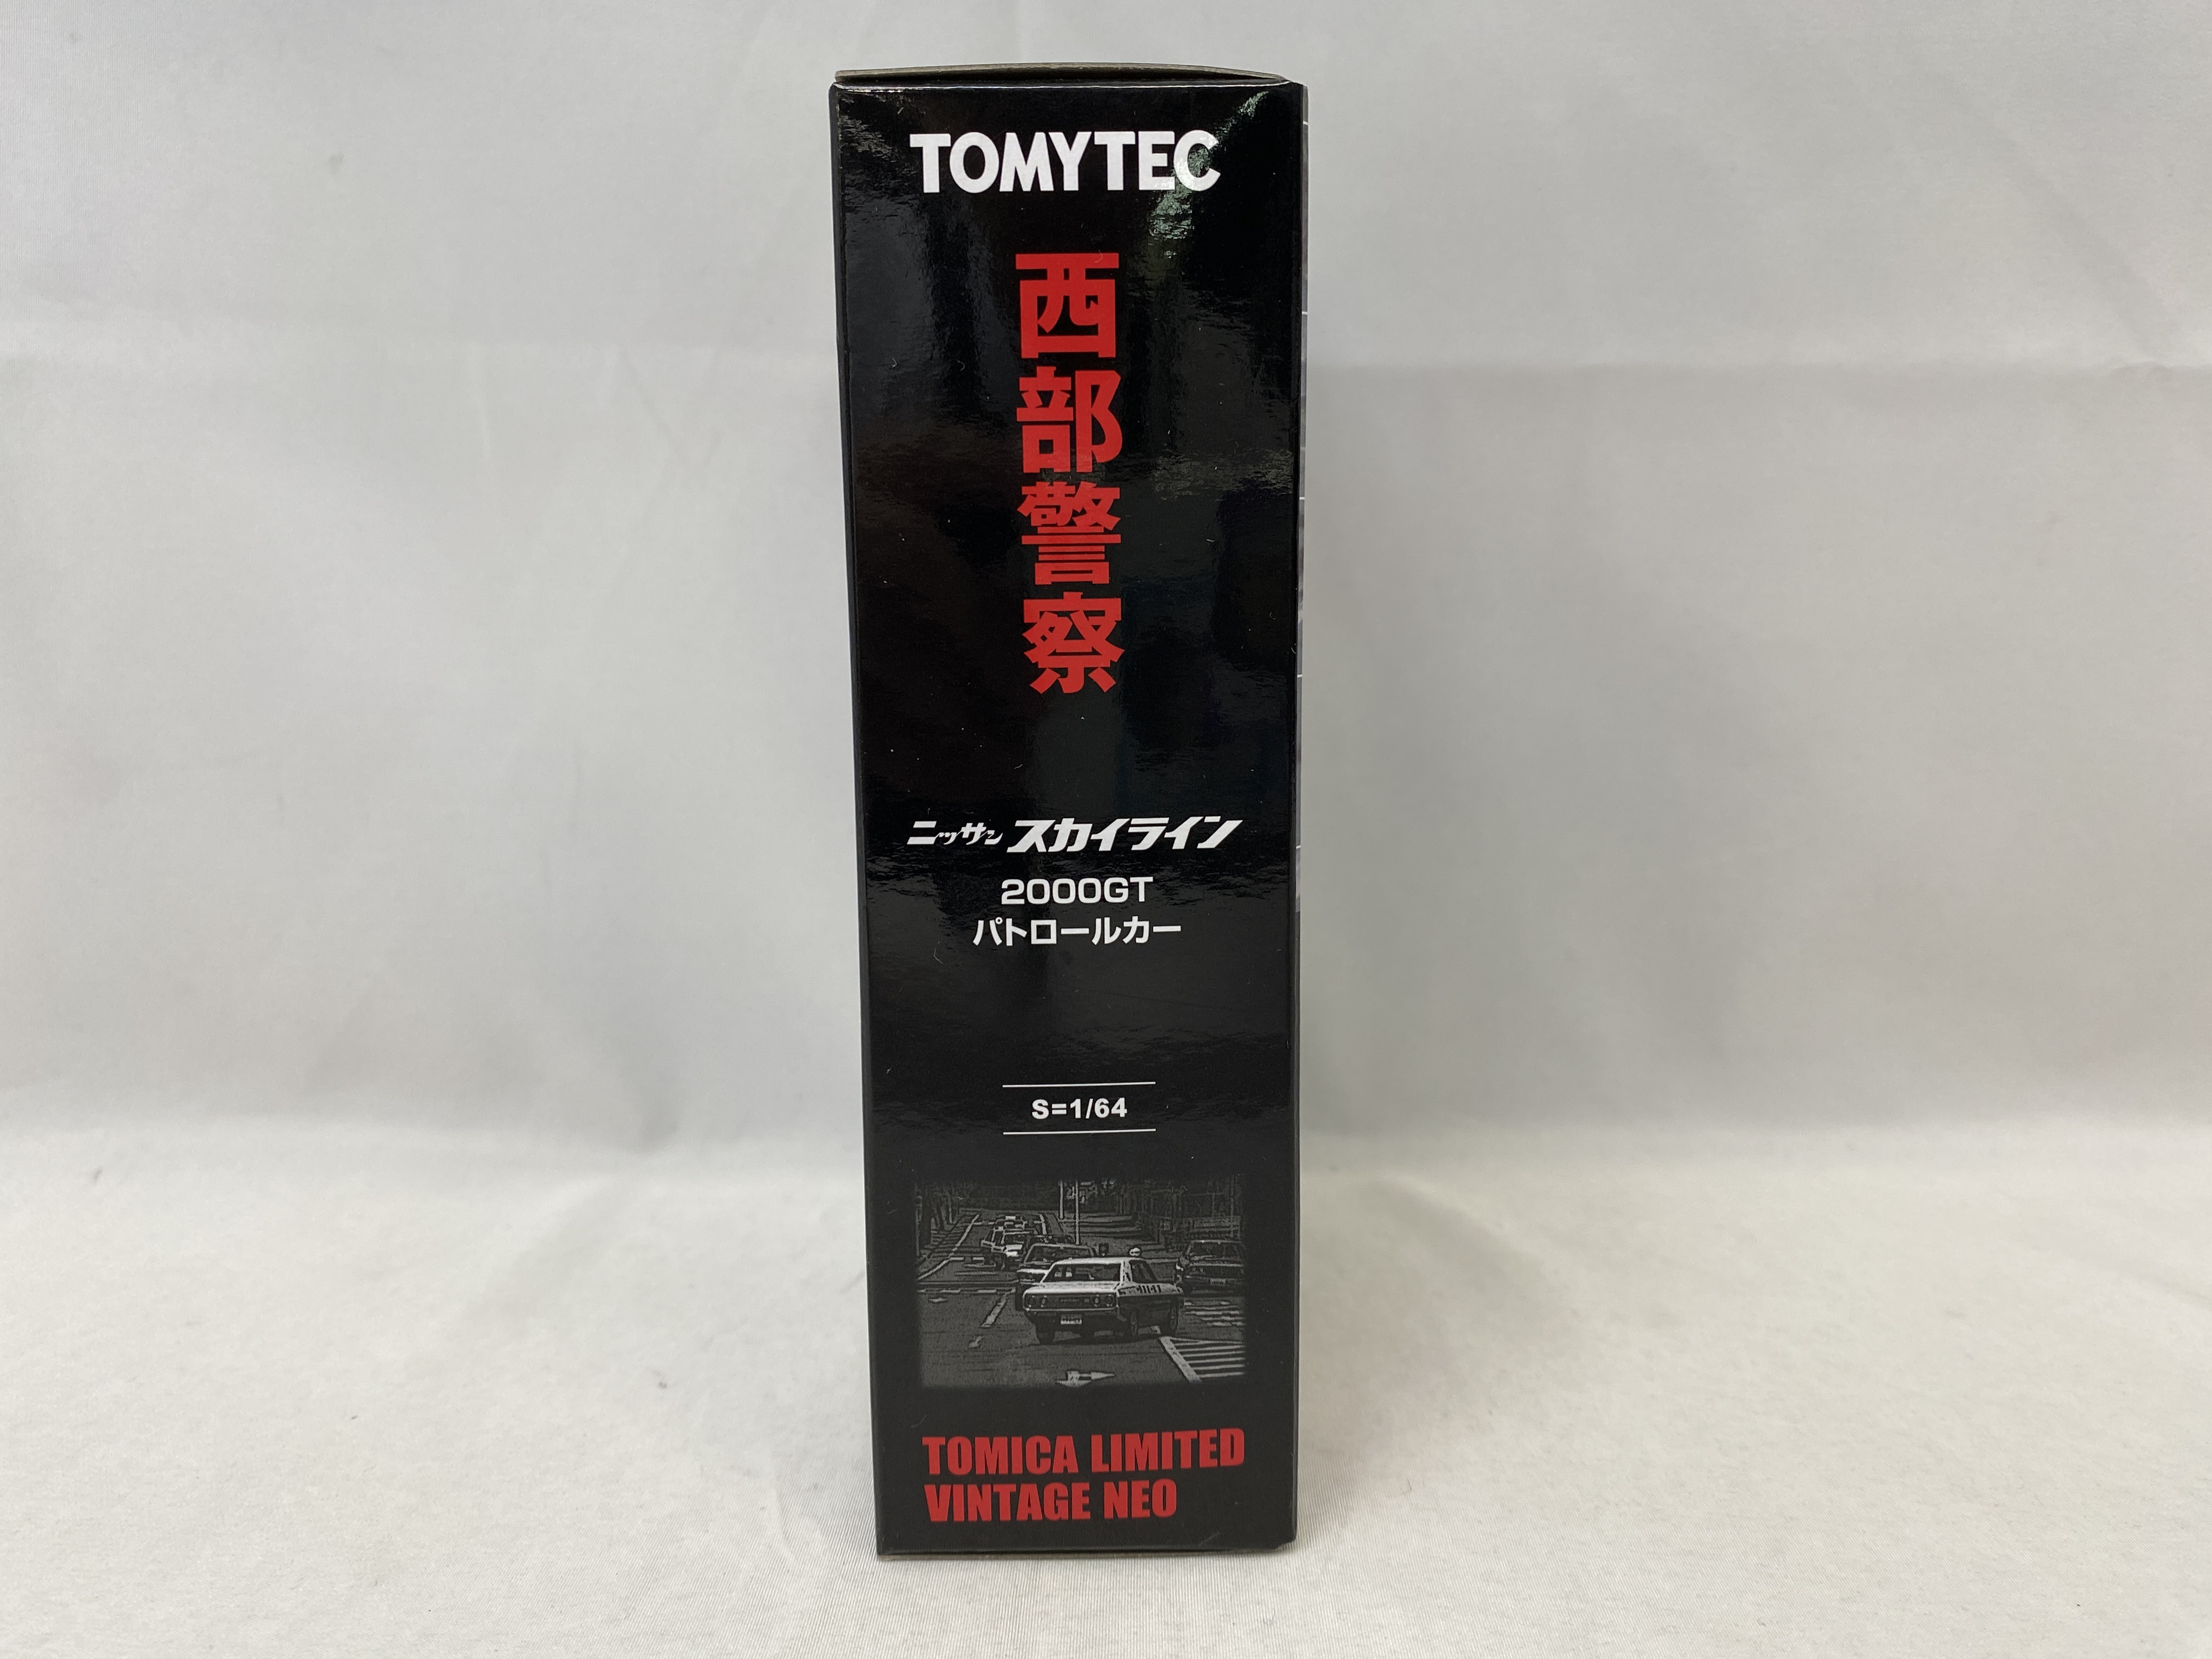 TOMYTEC
西部警察
ニッサン スカイライン
2000GT
パトロールカー
S=1/64
TOMICA LIMITED
VINTAGE NEO